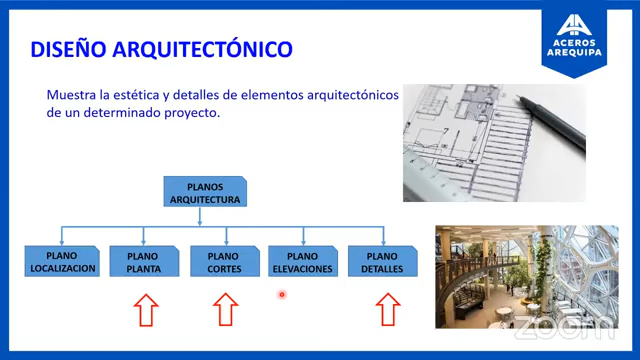 DISEÑO ARQUITECTÓNICO
ACEROS
AREQUIPA
Muestra la estética y detalles de elementos arquitectónicos
de un determinado proyecto.
PLANOS
ARQUITECTURA
PLANO
LOCALIZACION
PLANO
PLANTA
PLANO
CORTES
PLANO
ELEVACIONES
PLANO
DETALLES
zoom